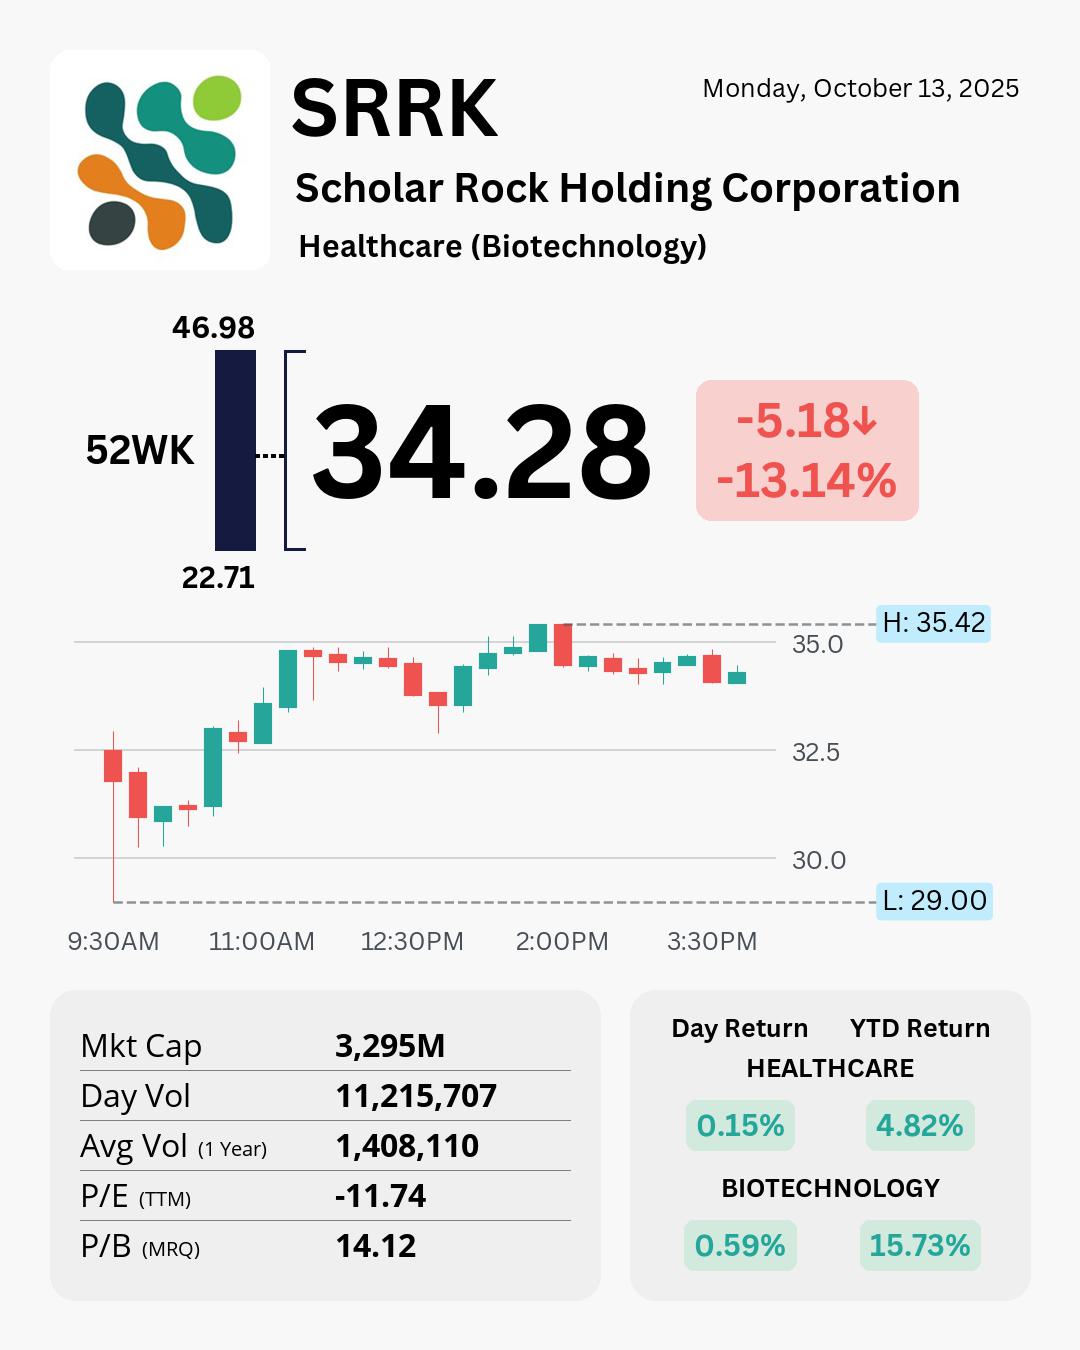 SRRK
Monday, October 13, 2025
Scholar Rock Holding Corporation
Healthcare (Biotechnology)
46.98
52WK
34.28
-5.18↓
-13.14%
22.71
H: 35.42
35.0
32.5
30.0
L: 29.00
9:30AM 11:00AM 12:30PM 2:00PM 3:30PM
Mkt Cap 3,295M
Day Vol 11,215,707
Avg Vol (1 Year) 1,408,110
P/E (TTM) -11.74
P/B (MRQ) 14.12
Day Return YTD Return
HEALTHCARE
0.15% 4.82%
BIOTECHNOLOGY
0.59% 15.73%